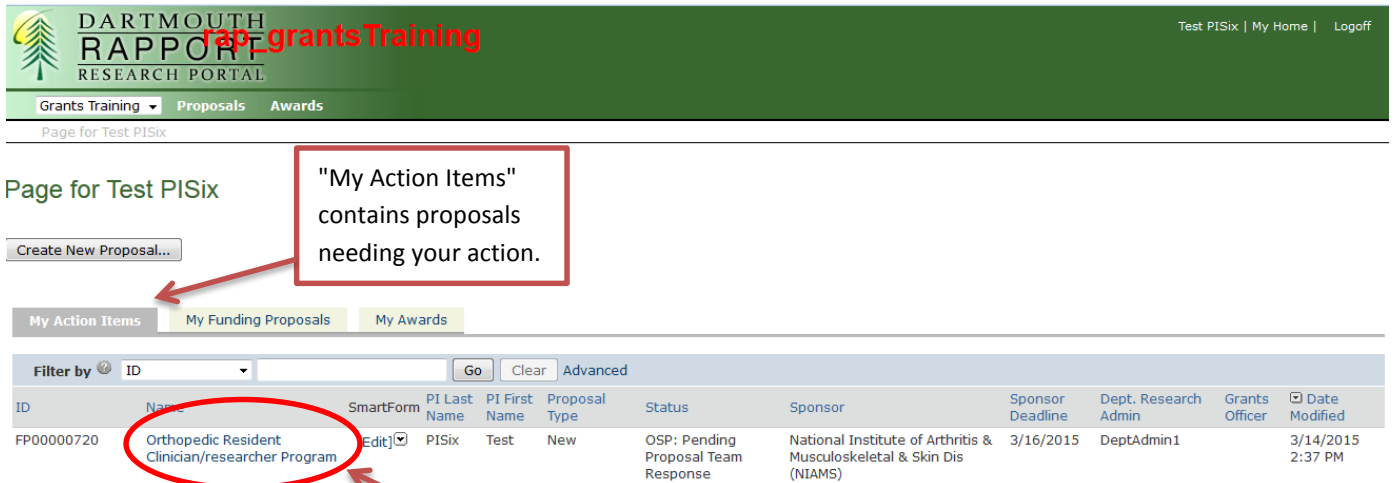 DARTMOUTH
RAPPORT
RESEARCH PORTAL
rap_grantsTraining
Test PISix | My Home | Logoff
Grants Training Proposals Awards
Page for Test PISix
Page for Test PISix
"My Action Items"
contains proposals
needing your action.
Create New Proposal...
My Action Items My Funding Proposals My Awards
Filter by ID Go Clear Advanced
ID Name SmartForm PI Last Name PI First Name Proposal Type Status Sponsor Sponsor Deadline Dept. Research Admin Grants Officer Date Modified
FP00000720 Orthopedic Resident Edit] PISix Test New OSP: Pending National Institute of Arthritis & 3/16/2015 DeptAdmin1 3/14/2015
Clinician/researcher Program Proposal Team Musculoskeletal & Skin Dis 2:37 PM
Response (NIAMS)